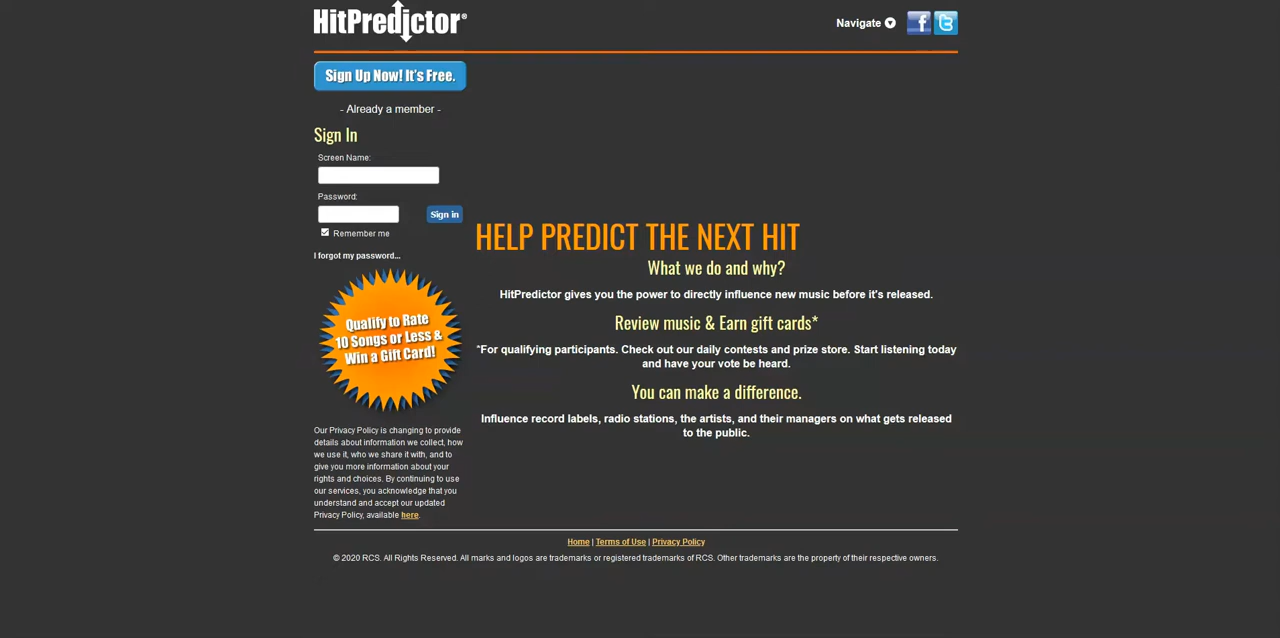 HitPredictor®
Navigate
Sign Up Now! It's Free.
- Already a member -
Sign In
Screen Name:
Password:
Sign in
Remember me
I forgot my password...
Qualify to Rate
10 Songs or Less &
Win a Gift Card!
Our Privacy Policy is changing to provide
details about information we collect, how
we use it, who we share it with, and to
give you more information about your
rights and choices. By continuing to use
our services, you acknowledge that you
understand and accept our updated
Privacy Policy, available here.
HELP PREDICT THE NEXT HIT
What we do and why?
HitPredictor gives you the power to directly influence new music before it's released.
Review music & Earn gift cards*
*For qualifying participants. Check out our daily contests and prize store. Start listening today
and have your vote be heard.
You can make a difference.
Influence record labels, radio stations, the artists, and their managers on what gets released
to the public.
Home | Terms of Use | Privacy Policy
© 2020 RCS. All Rights Reserved. All marks and logos are trademarks or registered trademarks of RCS. Other trademarks are the property of their respective owners.